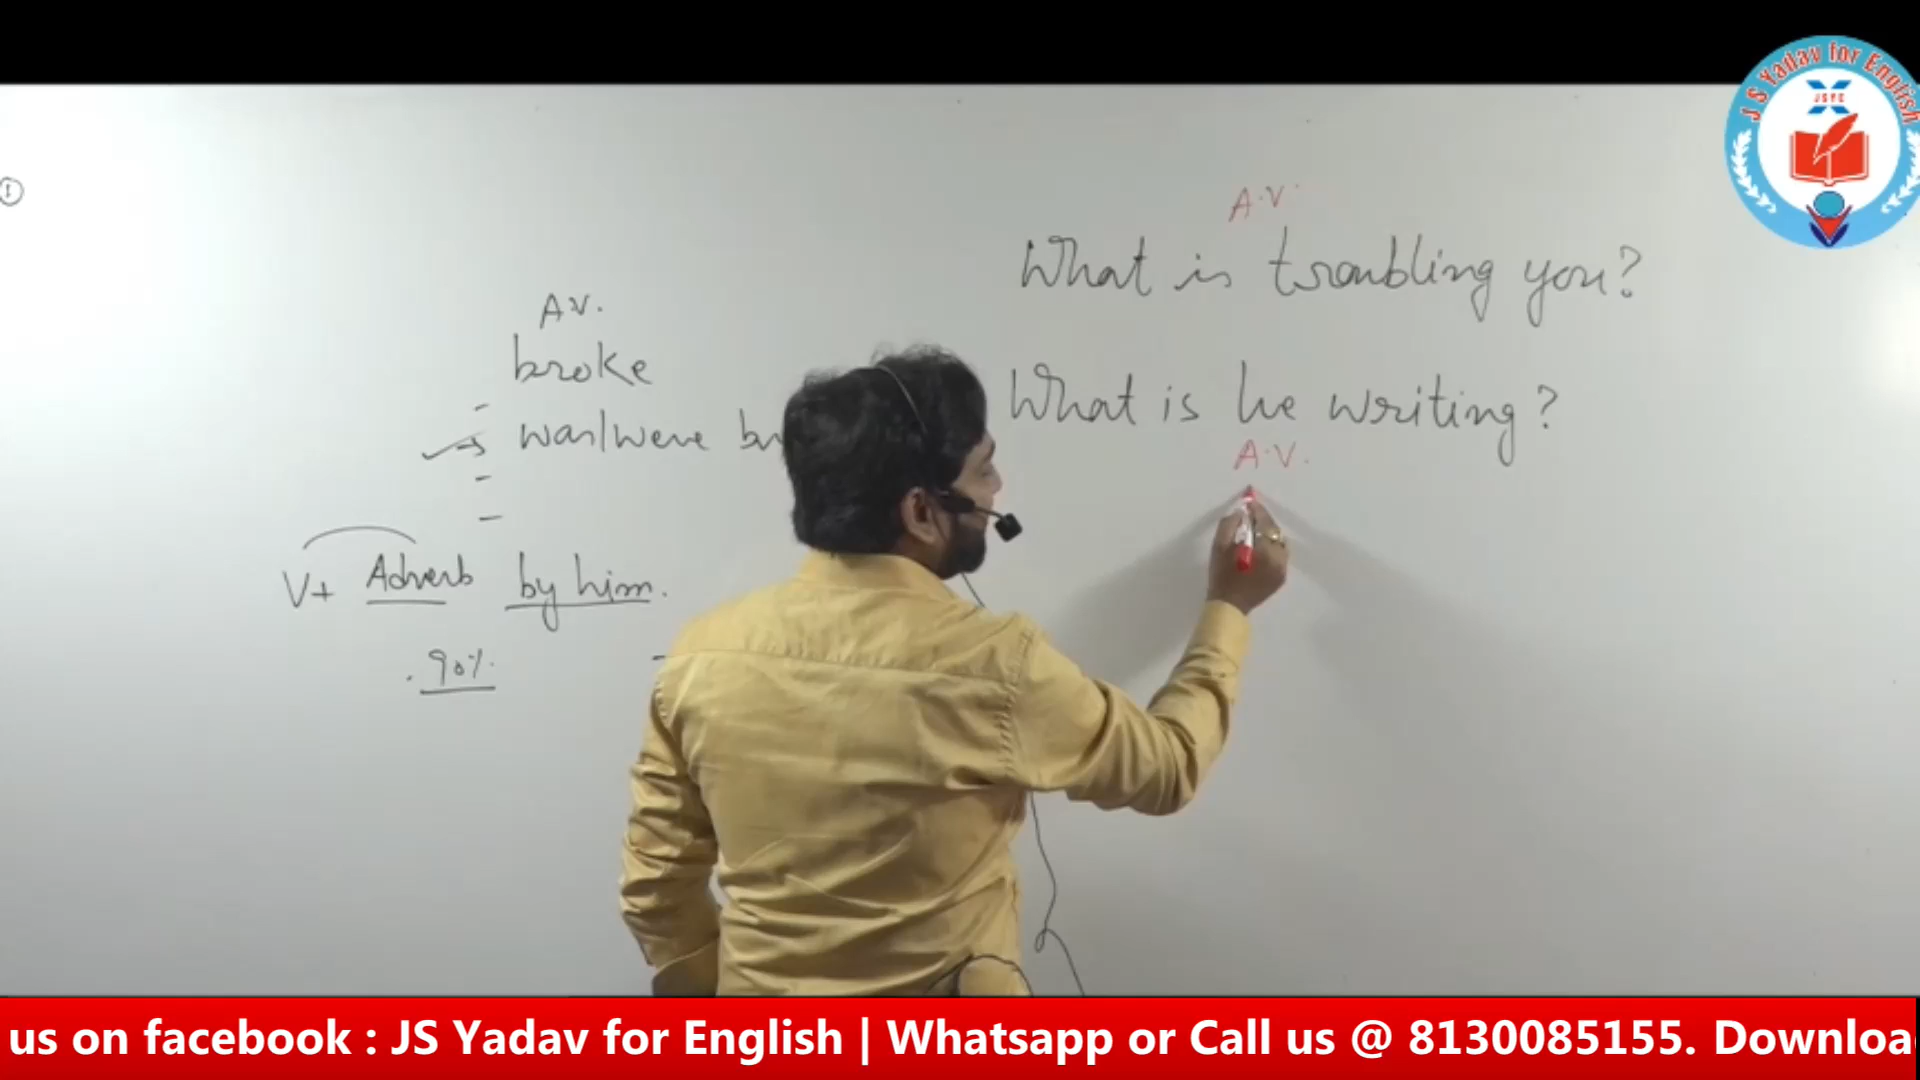 J S Yadav for English
JSYE
A.V.
What is troubling you?
A.V.
broke
What is he writing?
was/were
A.V.
V+ Adverb by him.
90%.
us on facebook : JS Yadav for English | Whatsapp or Call us @ 8130085155. Downloa